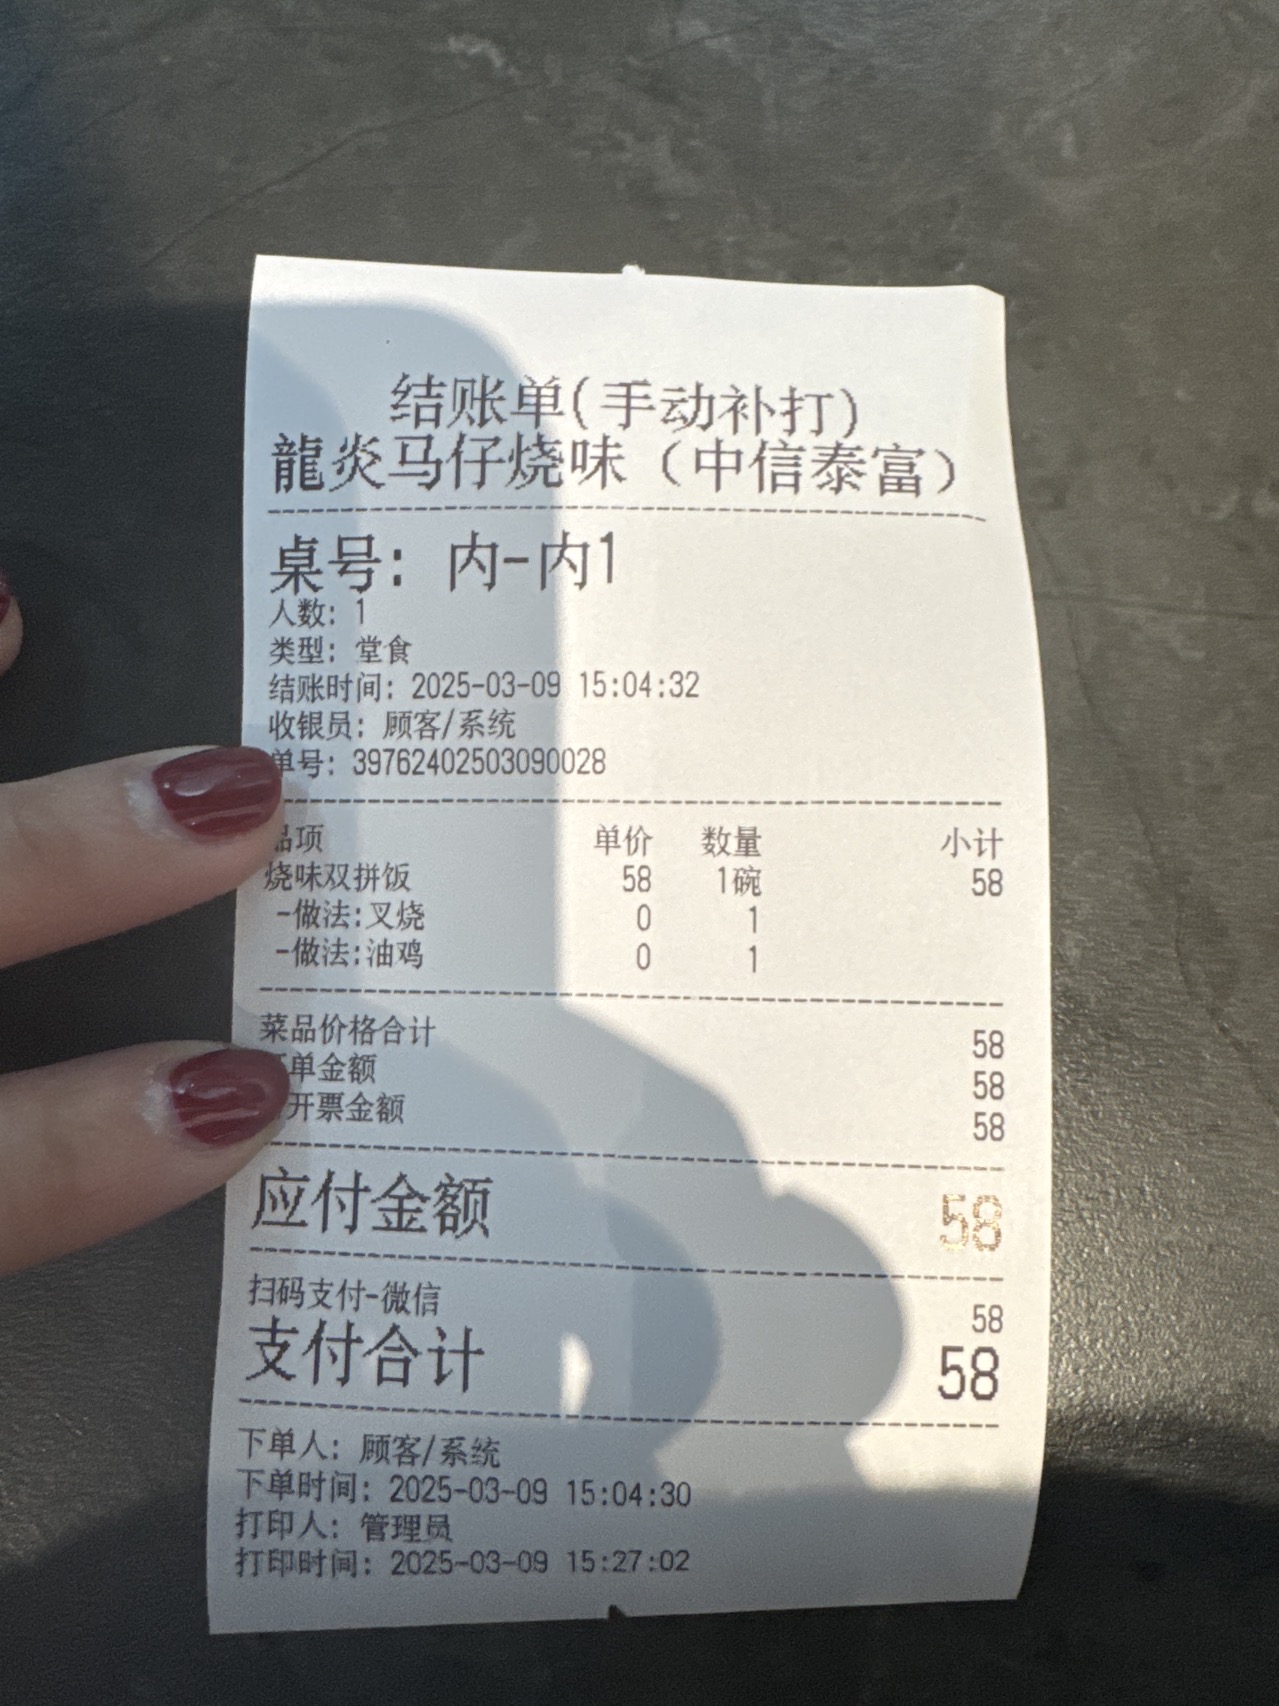 结账单(手动补打)
龍炎马仔烧味（中信泰富）
桌号: 内-内1
人数: 1
类型: 堂食
结账时间: 2025-03-09 15:04:32
收银员: 顾客/系统
单号: 39762402503090028
品项 单价 数量 小计
烧味双拼饭 58 1碗 58
-做法:叉烧 0 1
-做法:油鸡 0 1
菜品价格合计 58
单金额 58
开票金额 58
应付金额 58
扫码支付-微信 58
支付合计 58
下单人: 顾客/系统
下单时间: 2025-03-09 15:04:30
打印人: 管理员
打印时间: 2025-03-09 15:27:02